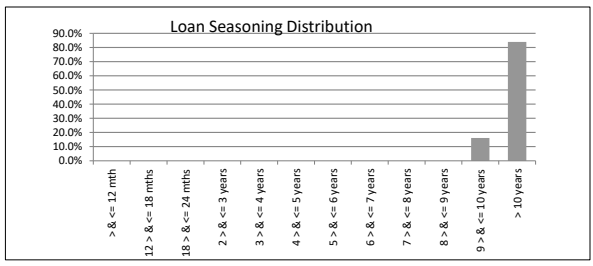 Loan Seasoning Distribution
90.0%
80.0%
70.0%
60.0%
50.0%
40.0%
30.0%
20.0%
10.0%
0.0%
> & <= 12 mth
12 > & <= 18 mths
18 > & <= 24 mths
2 > & <= 3 years
3 > & <= 4 years
4 > & <= 5 years
5 > & <= 6 years
6 > & <= 7 years
7 > & <= 8 years
8 > & <= 9 years
9 > & <= 10 years
> 10 years